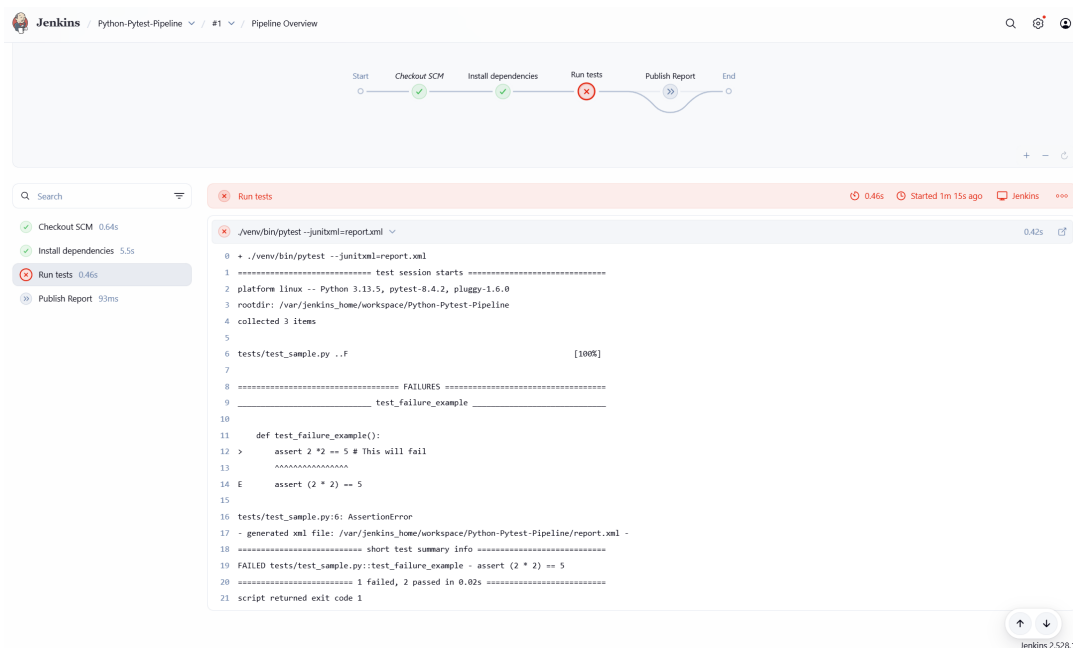 Jenkins / Python-Pytest-Pipeline / #1 / Pipeline Overview
Start Checkout SCM Install dependencies Run tests Publish Report End
Search
Checkout SCM 0.64s
Install dependencies 5.5s
Run tests 0.46s
Publish Report 93ms
Run tests 0.46s Started 1m 15s ago Jenkins
./venv/bin/pytest --junitxml=report.xml 0.42s
0 + ./venv/bin/pytest --junitxml=report.xml
1 ============================= test session starts ==============================
2 platform linux -- Python 3.13.5, pytest-8.4.2, pluggy-1.6.0
3 rootdir: /var/jenkins_home/workspace/Python-Pytest-Pipeline
4 collected 3 items
5
6 tests/test_sample.py ..F [100%]
7
8 =================================== FAILURES ===================================
9 _____________________________ test_failure_example _____________________________
10
11 def test_failure_example():
12 > assert 2 *2 == 5 # This will fail
13 ^^^^^^^^^^^^^^^^
14 E assert (2 * 2) == 5
15
16 tests/test_sample.py:6: AssertionError
17 - generated xml file: /var/jenkins_home/workspace/Python-Pytest-Pipeline/report.xml -
18 =========================== short test summary info ============================
19 FAILED tests/test_sample.py::test_failure_example - assert (2 * 2) == 5
20 ========================= 1 failed, 2 passed in 0.02s ==========================
21 script returned exit code 1
Jenkins 2.528.